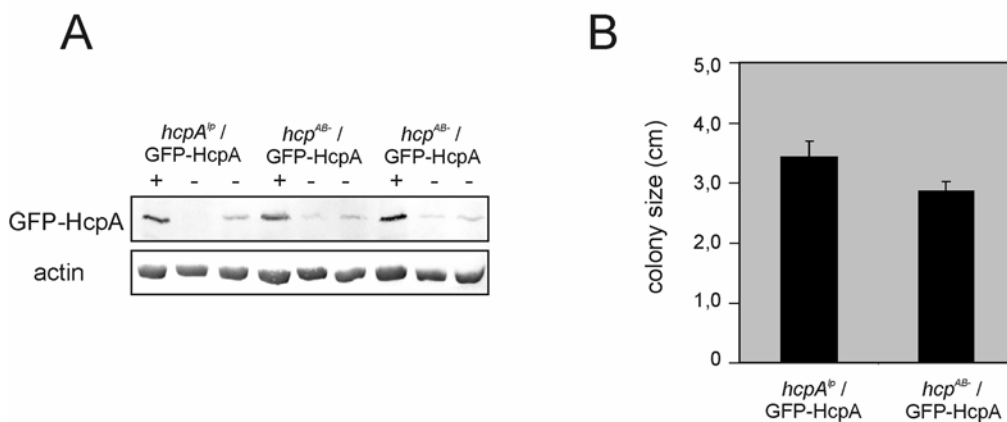 A
hcpA^lp / hcp^AB- / hcp^AB- /
GFP-HcpA GFP-HcpA GFP-HcpA
+ - - + - - + - -
GFP-HcpA
actin
B
5,0
4,0
3,0
2,0
1,0
0
colony size (cm)
hcpA^lp / hcp^AB- /
GFP-HcpA GFP-HcpA